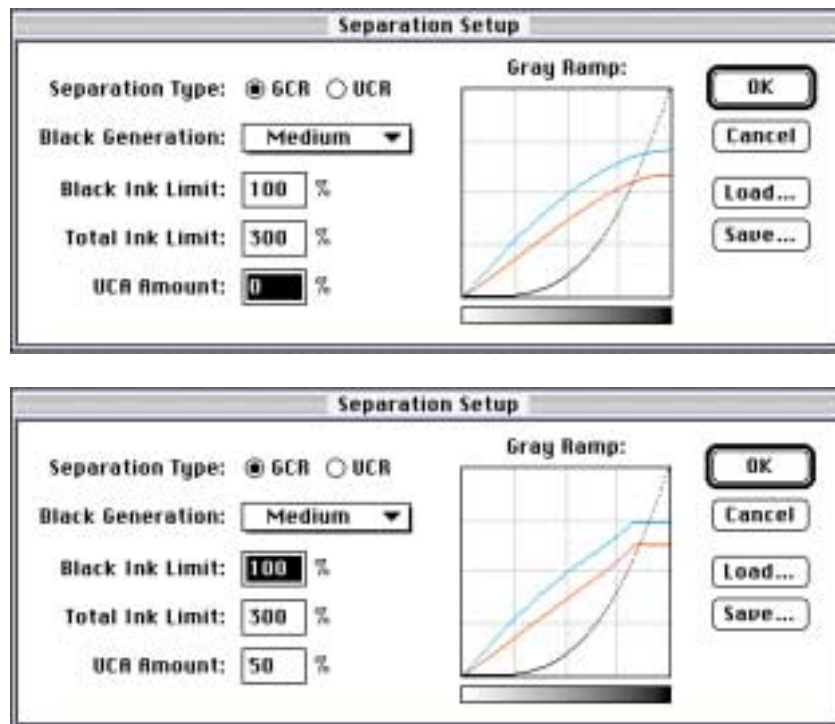 Separation Setup
Separation Type: GCR UCR
Gray Ramp:
OK
Black Generation: Medium
Cancel
Black Ink Limit: 100 %
Load...
Total Ink Limit: 300 %
Save...
UCA Amount: 0 %
Separation Setup
Separation Type: GCR UCR
Gray Ramp:
OK
Black Generation: Medium
Cancel
Black Ink Limit: 100 %
Load...
Total Ink Limit: 300 %
Save...
UCA Amount: 50 %